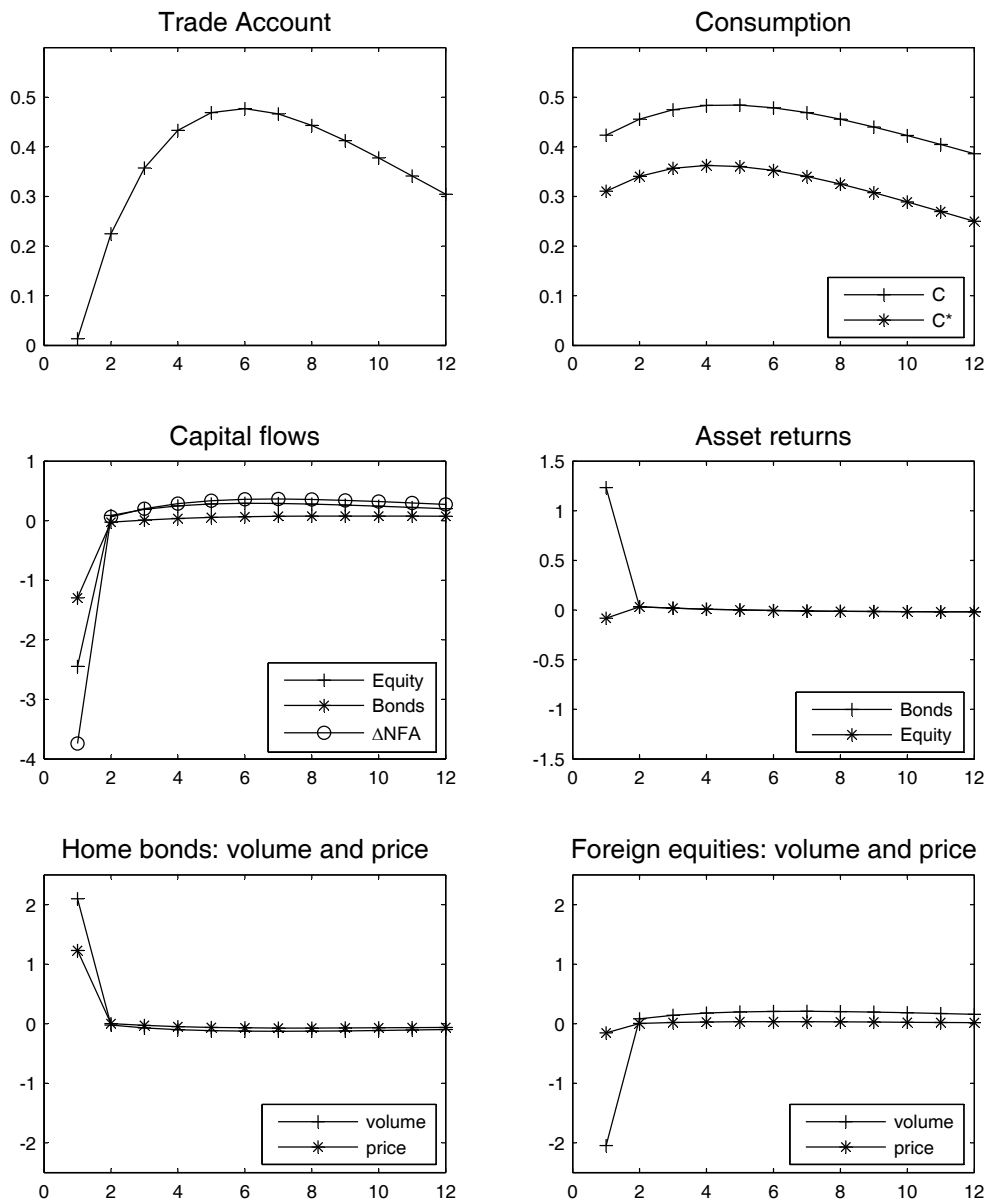 Trade Account
0.5
0.4
0.3
0.2
0.1
0
0 2 4 6 8 10 12
Consumption
0.5
0.4
0.3
0.2
0.1
0
C
C*
0 2 4 6 8 10 12
Capital flows
1
0
-1
-2
-3
-4
Equity
Bonds
ΔNFA
0 2 4 6 8 10 12
Asset returns
1.5
1
0.5
0
-0.5
-1
-1.5
Bonds
Equity
0 2 4 6 8 10 12
Home bonds: volume and price
2
1
0
-1
-2
volume
price
0 2 4 6 8 10 12
Foreign equities: volume and price
2
1
0
-1
-2
volume
price
0 2 4 6 8 10 12